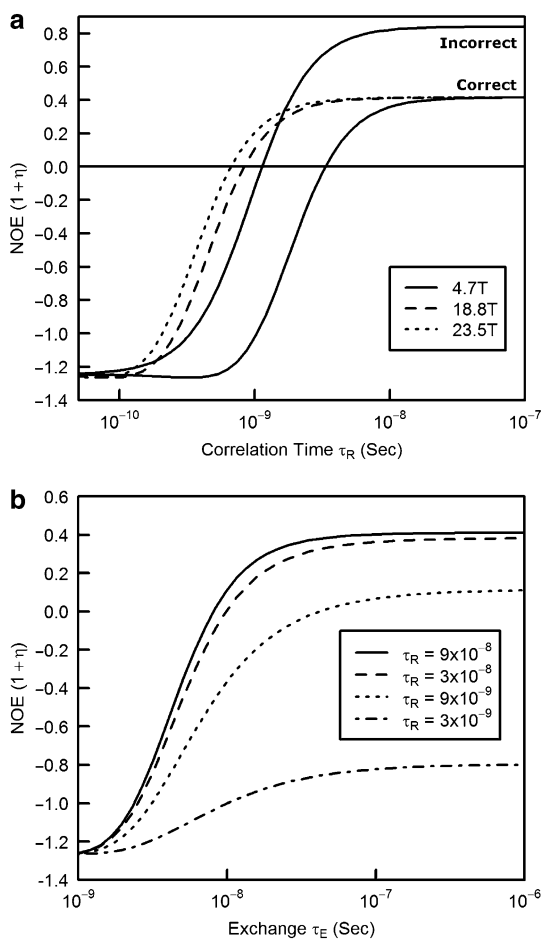 a
0.8
0.6
0.4
0.2
0.0
−0.2
−0.4
−0.6
−0.8
−1.0
−1.2
−1.4
NOE (1+η)
Incorrect
Correct
4.7T
18.8T
23.5T
10⁻¹⁰
10⁻⁹
10⁻⁸
10⁻⁷
Correlation Time τR (Sec)
b
0.6
0.4
0.2
0.0
−0.2
−0.4
−0.6
−0.8
−1.0
−1.2
−1.4
NOE (1+η)
τR = 9x10⁻⁸
τR = 3x10⁻⁸
τR = 9x10⁻⁹
τR = 3x10⁻⁹
10⁻⁹
10⁻⁸
10⁻⁷
10⁻⁶
Exchange τE (Sec)